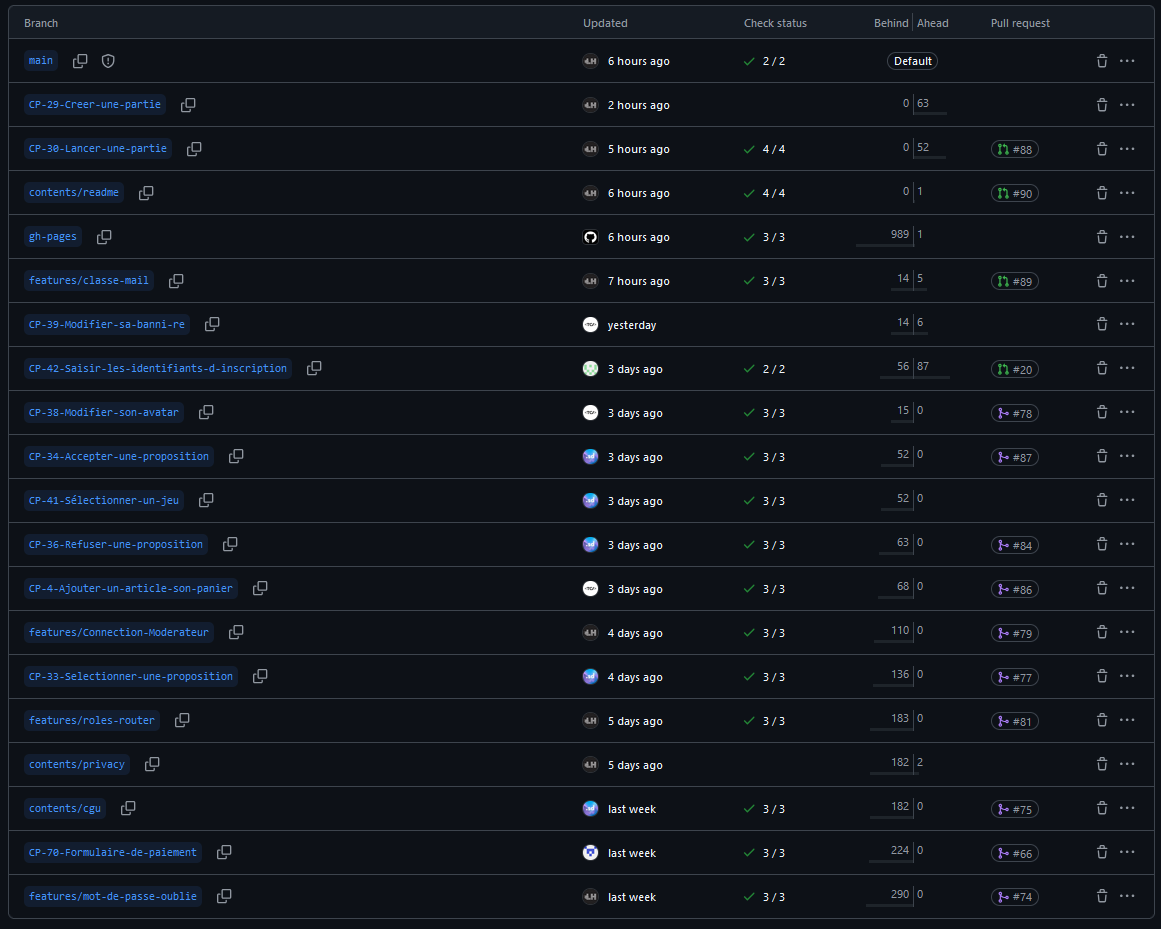 Branch Updated Check status Behind Ahead Pull request
main 6 hours ago 2 / 2 Default
CP-29-Creer-une-partie 2 hours ago 0 63
CP-30-Lancer-une-partie 5 hours ago 4 / 4 0 52 #88
contents/readme 6 hours ago 4 / 4 0 1 #90
gh-pages 6 hours ago 3 / 3 989 1
features/classe-mail 7 hours ago 3 / 3 14 5 #89
CP-39-Modifier-sa-banni-re yesterday 14 6
CP-42-Saisir-les-identifiants-d-inscription 3 days ago 2 / 2 56 87 #20
CP-38-Modifier-son-avatar 3 days ago 3 / 3 15 0 #78
CP-34-Accepter-une-proposition 3 days ago 3 / 3 52 0 #87
CP-41-Sélectionner-un-jeu 3 days ago 3 / 3 52 0
CP-36-Refuser-une-proposition 3 days ago 3 / 3 63 0 #84
CP-4-Ajouter-un-article-son-panier 3 days ago 3 / 3 68 0 #86
features/Connection-Moderateur 4 days ago 3 / 3 110 0 #79
CP-33-Selectionner-une-proposition 4 days ago 3 / 3 136 0 #77
features/roles-router 5 days ago 3 / 3 183 0 #81
contents/privacy 5 days ago 182 2
contents/cgu last week 3 / 3 182 0 #75
CP-70-Formulaire-de-paiement last week 3 / 3 224 0 #66
features/mot-de-passe-oublie last week 3 / 3 290 0 #74